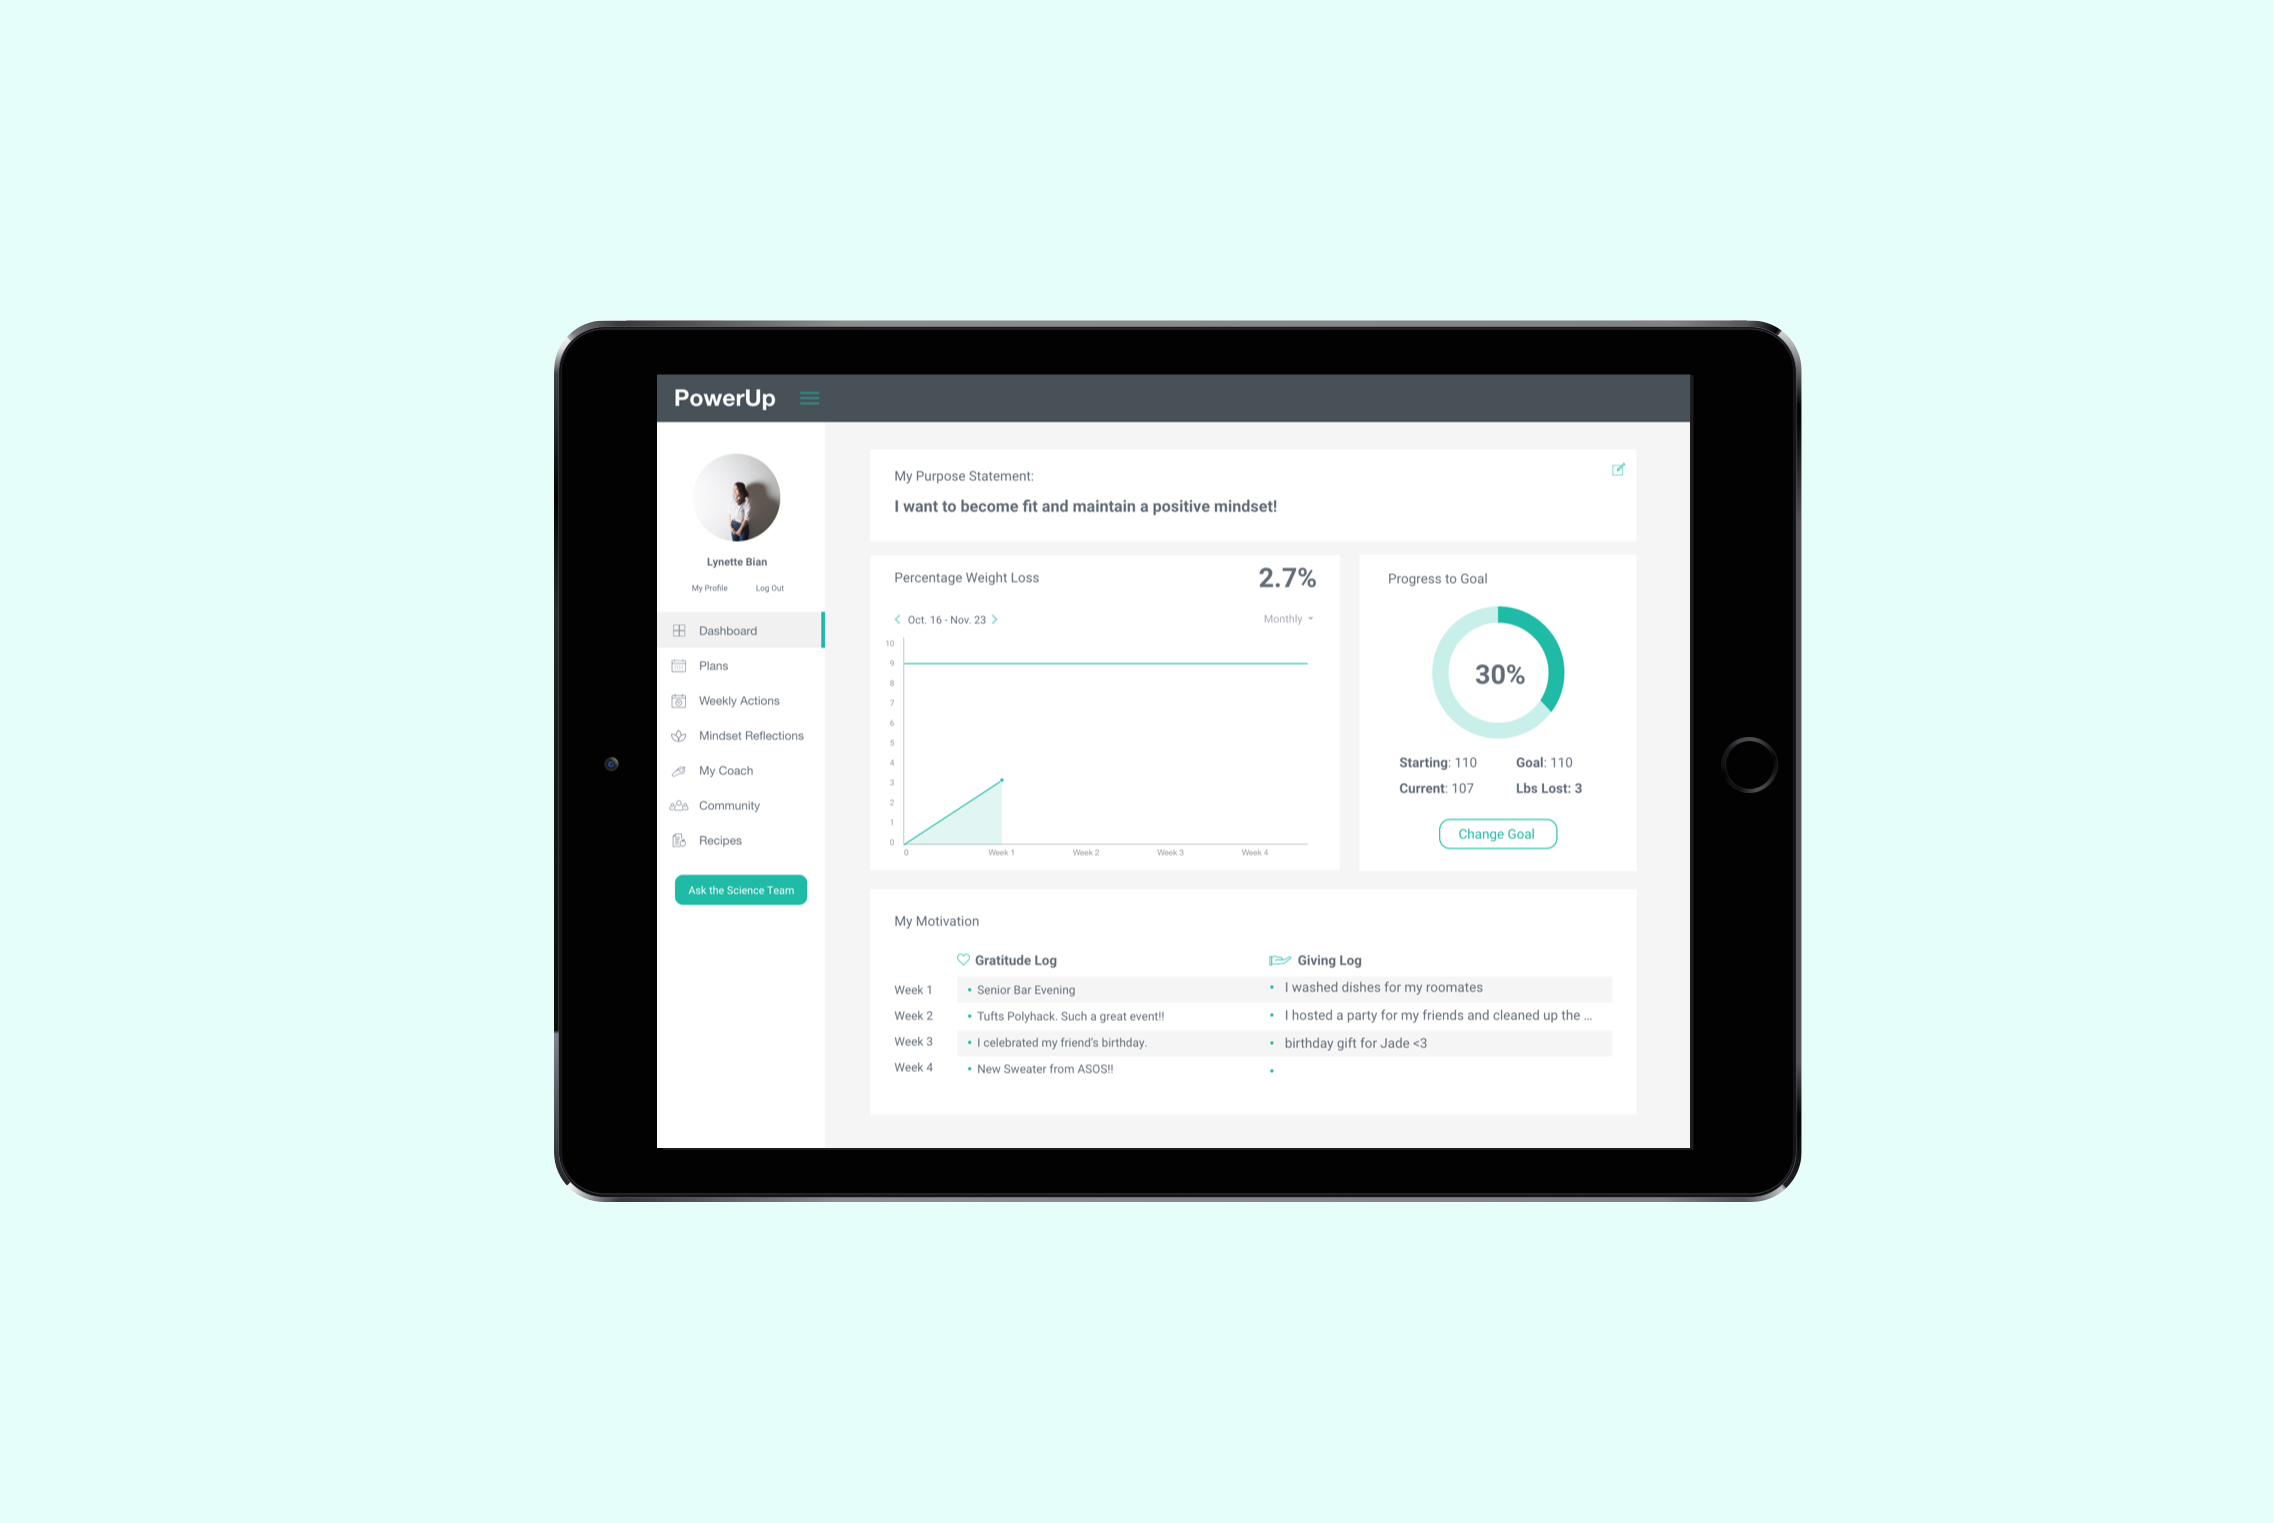 PowerUp
Lynette Bian
My Profile Log Out
Dashboard
Plans
Weekly Actions
Mindset Reflections
My Coach
Community
Recipes
Ask the Science Team
My Purpose Statement:
I want to become fit and maintain a positive mindset!
Percentage Weight Loss 2.7%
Oct. 16 - Nov. 23 Monthly
10
9
8
7
6
5
4
3
2
1
0
0 Week 1 Week 2 Week 3 Week 4
Progress to Goal
30%
Starting: 110 Goal: 110
Current: 107 Lbs Lost: 3
Change Goal
My Motivation
Gratitude Log Giving Log
Week 1 • Senior Bar Evening • I washed dishes for my roomates
Week 2 • Tufts Polyhack. Such a great event!! • I hosted a party for my friends and cleaned up the ...
Week 3 • I celebrated my friend's birthday. • birthday gift for Jade <3
Week 4 • New Sweater from ASOS!! •